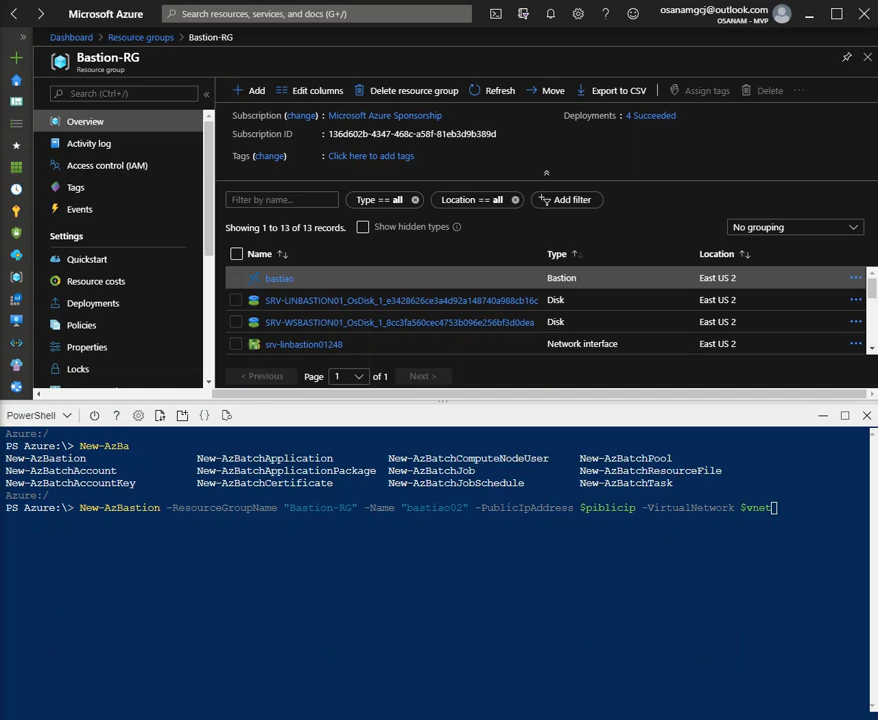 Microsoft Azure
Search resources, services, and docs (G+/)
osanamgcj@outlook.com
OSANAM - MVP
Dashboard > Resource groups > Bastion-RG
Bastion-RG
Resource group
Search (Ctrl+/)
Add Edit columns Delete resource group Refresh Move Export to CSV Assign tags Delete ...
Overview
Activity log
Access control (IAM)
Tags
Events
Settings
Quickstart
Resource costs
Deployments
Policies
Properties
Locks
Subscription (change) : Microsoft Azure Sponsorship
Deployments : 4 Succeeded
Subscription ID : 136d602b-4347-468c-a58f-81eb3d9b389d
Tags (change) : Click here to add tags
Filter by name... Type == all Location == all Add filter
Showing 1 to 13 of 13 records. Show hidden types No grouping
Name Type Location
bastiao Bastion East US 2 ...
SRV-LINBASTION01_OsDisk_1_e3428626ce3a4d92a148740a988cb16c Disk East US 2 ...
SRV-WSBASTION01_OsDisk_1_8cc3fa560cec4753b096e256bf3d0dea Disk East US 2 ...
srv-linbastion01248 Network interface East US 2 ...
< Previous Page 1 of 1 Next >
PowerShell
Azure:/
PS Azure:\> New-AzBa
New-AzBastion New-AzBatchApplication New-AzBatchComputeNodeUser New-AzBatchPool
New-AzBatchAccount New-AzBatchApplicationPackage New-AzBatchJob New-AzBatchResourceFile
New-AzBatchAccountKey New-AzBatchCertificate New-AzBatchJobSchedule New-AzBatchTask
Azure:/
PS Azure:\> New-AzBastion -ResourceGroupName "Bastion-RG" -Name "bastiao02" -PublicIpAddress $piblicip -VirtualNetwork $vnet